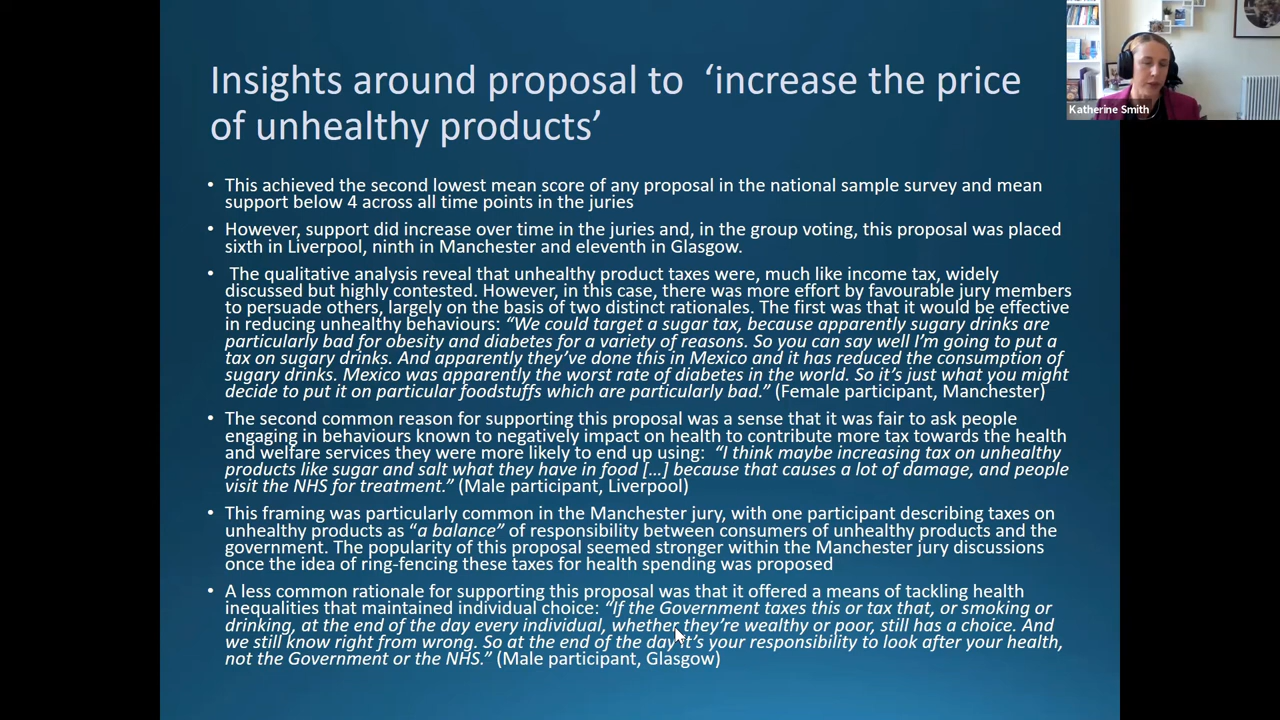 Insights around proposal to ‘increase the price
of unhealthy products’
Katherine Smith
• This achieved the second lowest mean score of any proposal in the national sample survey and mean
support below 4 across all time points in the juries
• However, support did increase over time in the juries and, in the group voting, this proposal was placed
sixth in Liverpool, ninth in Manchester and eleventh in Glasgow.
• The qualitative analysis reveal that unhealthy product taxes were, much like income tax, widely
discussed but highly contested. However, in this case, there was more effort by favourable jury members
to persuade others, largely on the basis of two distinct rationales. The first was that it would be effective
in reducing unhealthy behaviours: “We could target a sugar tax, because apparently sugary drinks are
particularly bad for obesity and diabetes for a variety of reasons. So you can say well I’m going to put a
tax on sugary drinks. And apparently they’ve done this in Mexico and it has reduced the consumption of
sugary drinks. Mexico was apparently the worst rate of diabetes in the world. So it’s just what you might
decide to put it on particular foodstuffs which are particularly bad.” (Female participant, Manchester)
• The second common reason for supporting this proposal was a sense that it was fair to ask people
engaging in behaviours known to negatively impact on health to contribute more tax towards the health
and welfare services they were more likely to end up using: “I think maybe increasing tax on unhealthy
products like sugar and salt what they have in food [...] because that causes a lot of damage, and people
visit the NHS for treatment.” (Male participant, Liverpool)
• This framing was particularly common in the Manchester jury, with one participant describing taxes on
unhealthy products as “a balance” of responsibility between consumers of unhealthy products and the
government. The popularity of this proposal seemed stronger within the Manchester jury discussions
once the idea of ring-fencing these taxes for health spending was proposed
• A less common rationale for supporting this proposal was that it offered a means of tackling health
inequalities that maintained individual choice: “If the Government taxes this or tax that, or smoking or
drinking, at the end of the day every individual, whether they’re wealthy or poor, still has a choice. And
we still know right from wrong. So at the end of the day it’s your responsibility to look after your health,
not the Government or the NHS.” (Male participant, Glasgow)